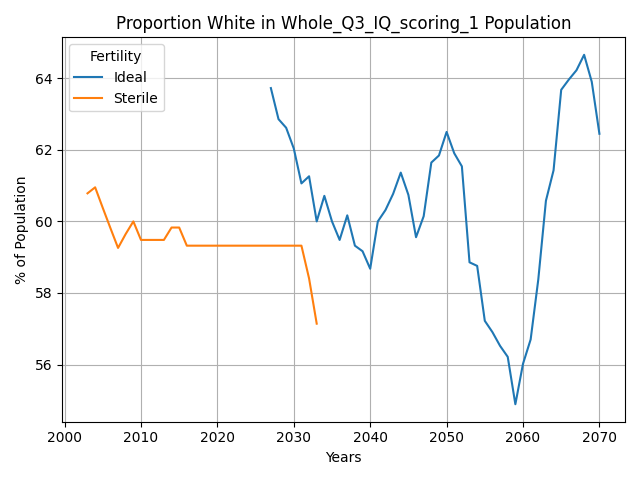 Proportion White in Whole_Q3_IQ_scoring_1 Population
Fertility
Ideal
Sterile
% of Population
64
62
60
58
56
2000 2010 2020 2030 2040 2050 2060 2070
Years